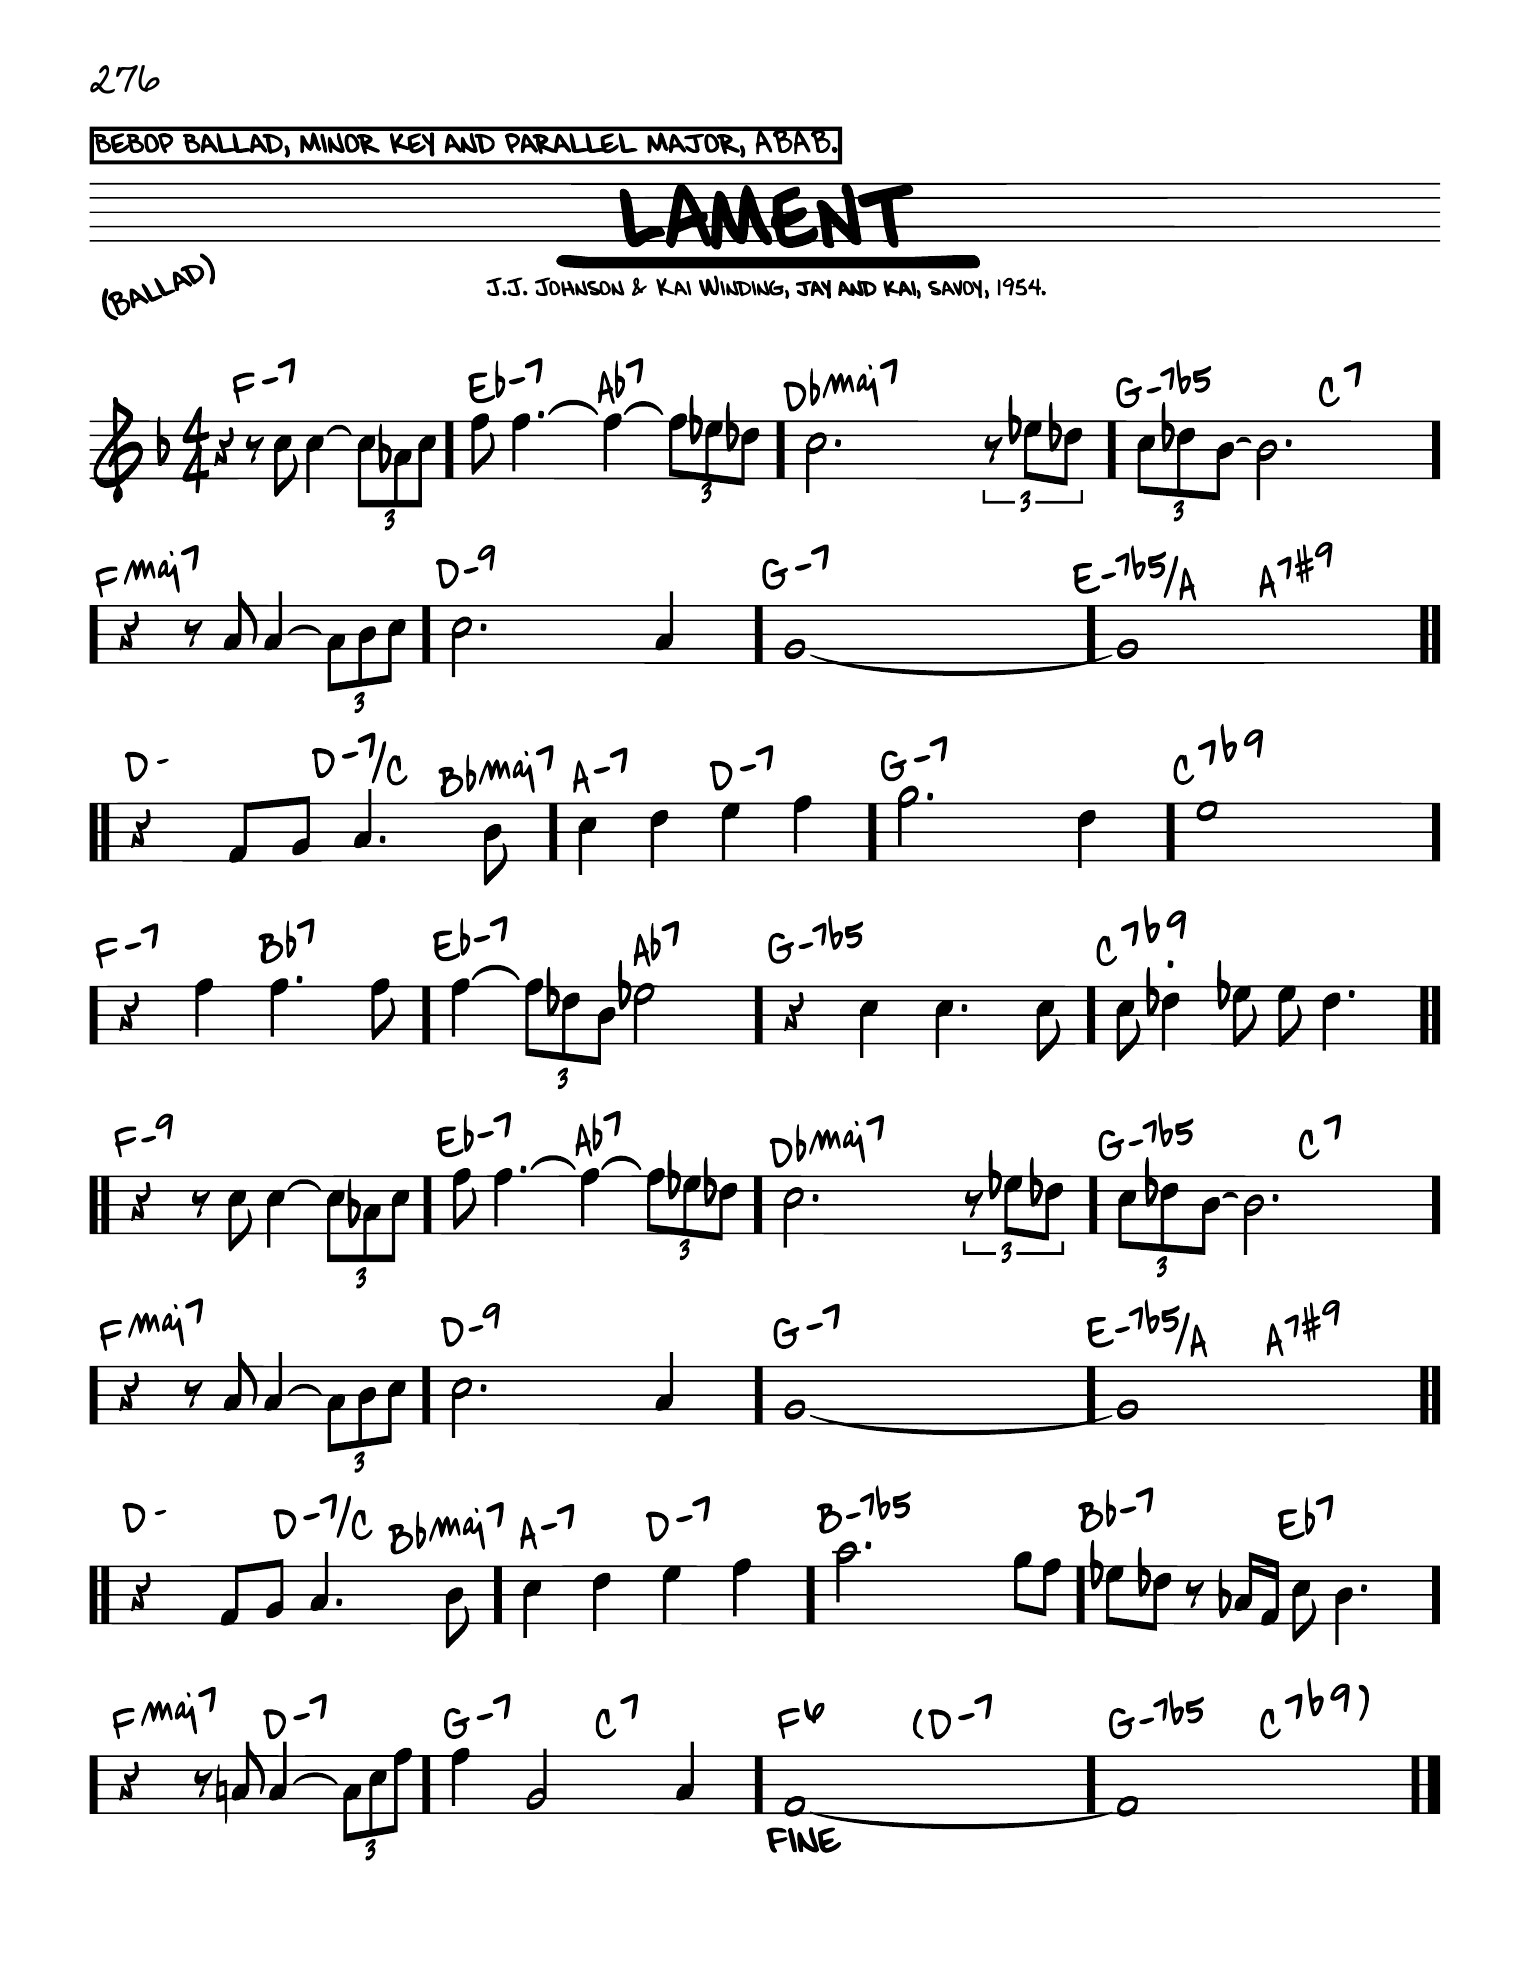 276
BEBOP BALLAD, MINOR KEY AND PARALLEL MAJOR, ABAB.
LAMENT
(BALLAD)
J.J. JOHNSON & KAI WINDING, JAY AND KAI, SAVOY, 1954.
F-7 Eb-7 Ab7 Dbmaj7 G-7b5 C7
3 3 3 3
Fmaj7 D-9 G-7 E-7b5/A A7#9
3
D- D-7/C Bbmaj7 A-7 D-7 G-7 C7b9
F-7 Bb7 Eb-7 Ab7 G-7b5 C7b9
3
F-9 Eb-7 Ab7 Dbmaj7 G-7b5 C7
3 3 3 3
Fmaj7 D-9 G-7 E-7b5/A A7#9
3
D- D-7/C Bbmaj7 A-7 D-7 B-7b5 Bb-7 Eb7
Fmaj7 D-7 G-7 C7 F6 (D-7 G-7b5 C7b9)
3
FINE